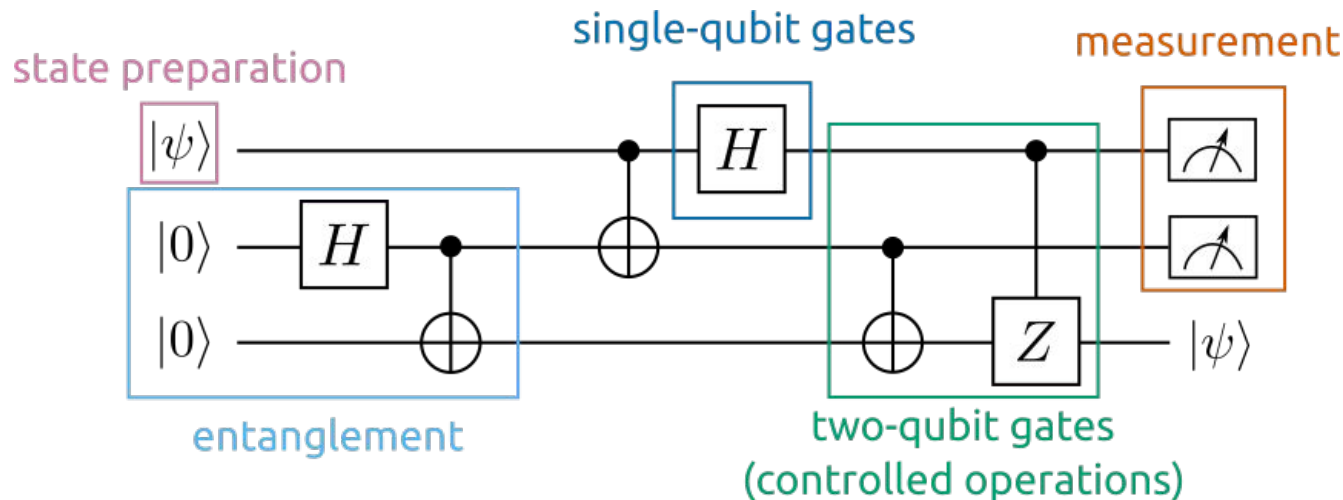 single-qubit gates
measurement
state preparation
|ψ⟩
H
|0⟩
H
|0⟩
Z
|ψ⟩
entanglement
two-qubit gates
(controlled operations)